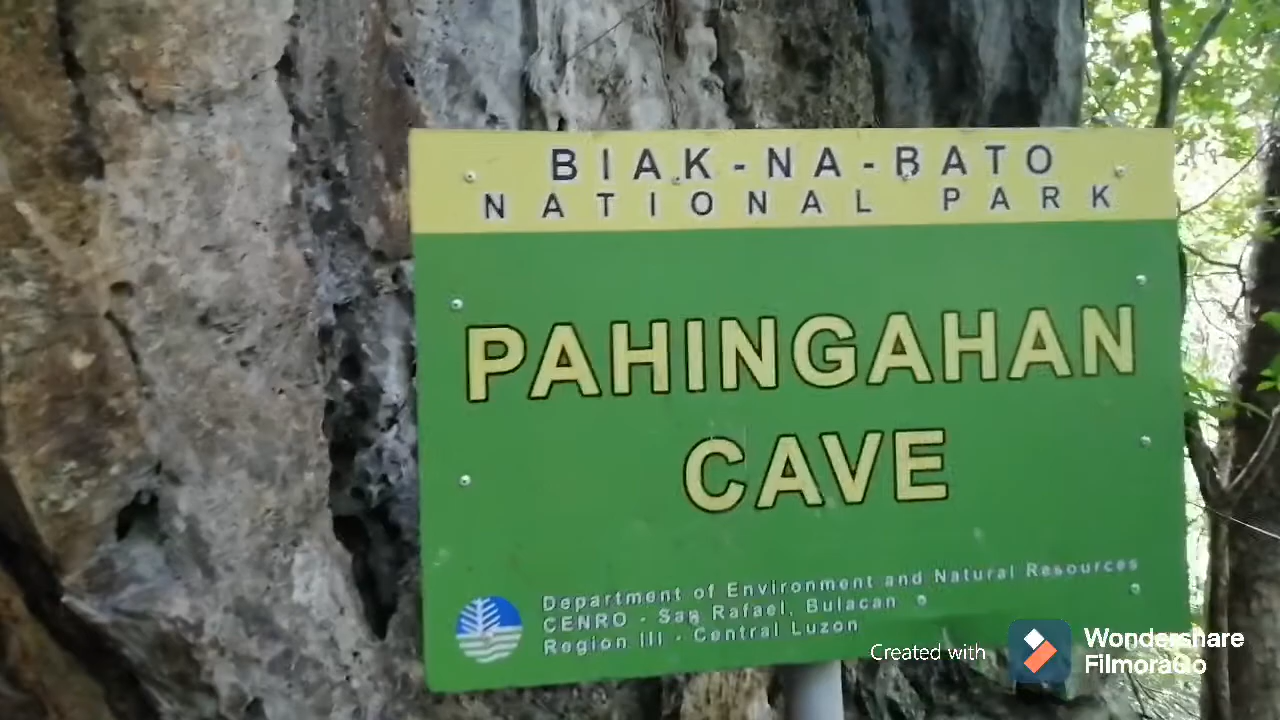 BIAK-NA-BATO
NATIONAL PARK
PAHINGAHAN
CAVE
Department of Environment and Natural Resources
CENRO - San Rafael, Bulacan
Region III - Central Luzon
Created with
Wondershare
FilmoraGo